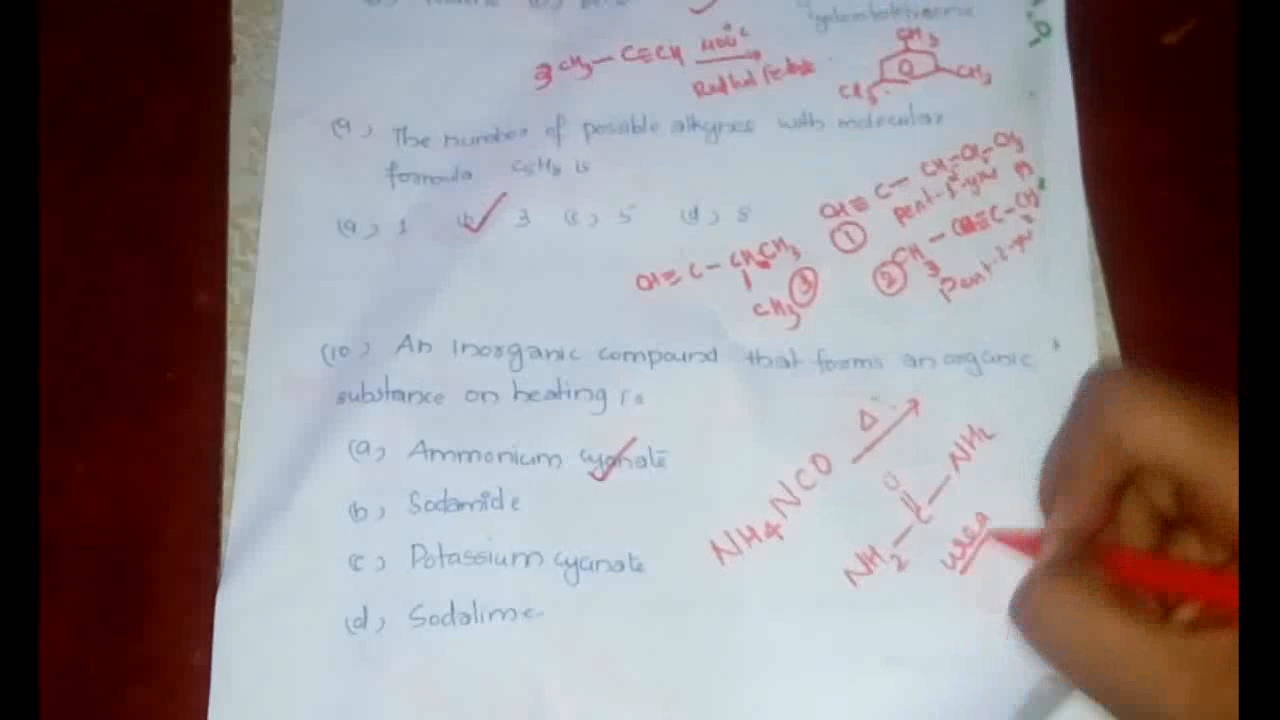 3CH3-C≡CH 400°C
Red hot Fe tube
CH3
CH3
CH3
(9) The number of possible alkynes with molecular
formula C5H8 is
(a) 1 (b) 3 (c) 5 (d) 8
CH≡C-CH2-CH2-CH3
pent-1-yne
1
CH≡C-CH-CH3
CH3
3
2
CH3
pent-2-yne
(10) An inorganic compound that forms an organic
substance on heating is
(a) Ammonium cyanate
(b) Sodamide
(c) Potassium cyanate
(d) Sodalime
NH4NCO Δ
O
NH2-C-NH2
urea